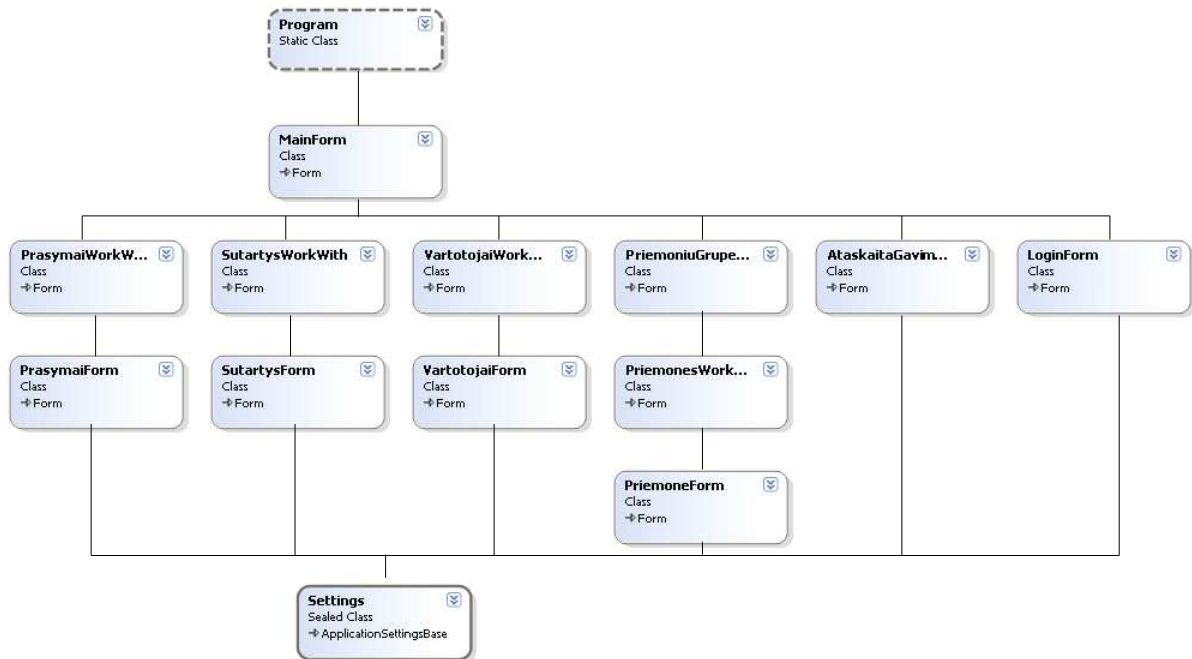 Program
Static Class
MainForm
Class
Form
PrasymaiWorkW...
Class
Form
SutartysWorkWith
Class
Form
VartotojaiWork...
Class
Form
PriemoniuGrupe...
Class
Form
AtaskaitaGavim...
Class
Form
LoginForm
Class
Form
PrasymaiForm
Class
Form
SutartysForm
Class
Form
VartotojaiForm
Class
Form
PriemonesWork...
Class
Form
PriemoneForm
Class
Form
Settings
Sealed Class
ApplicationSettingsBase